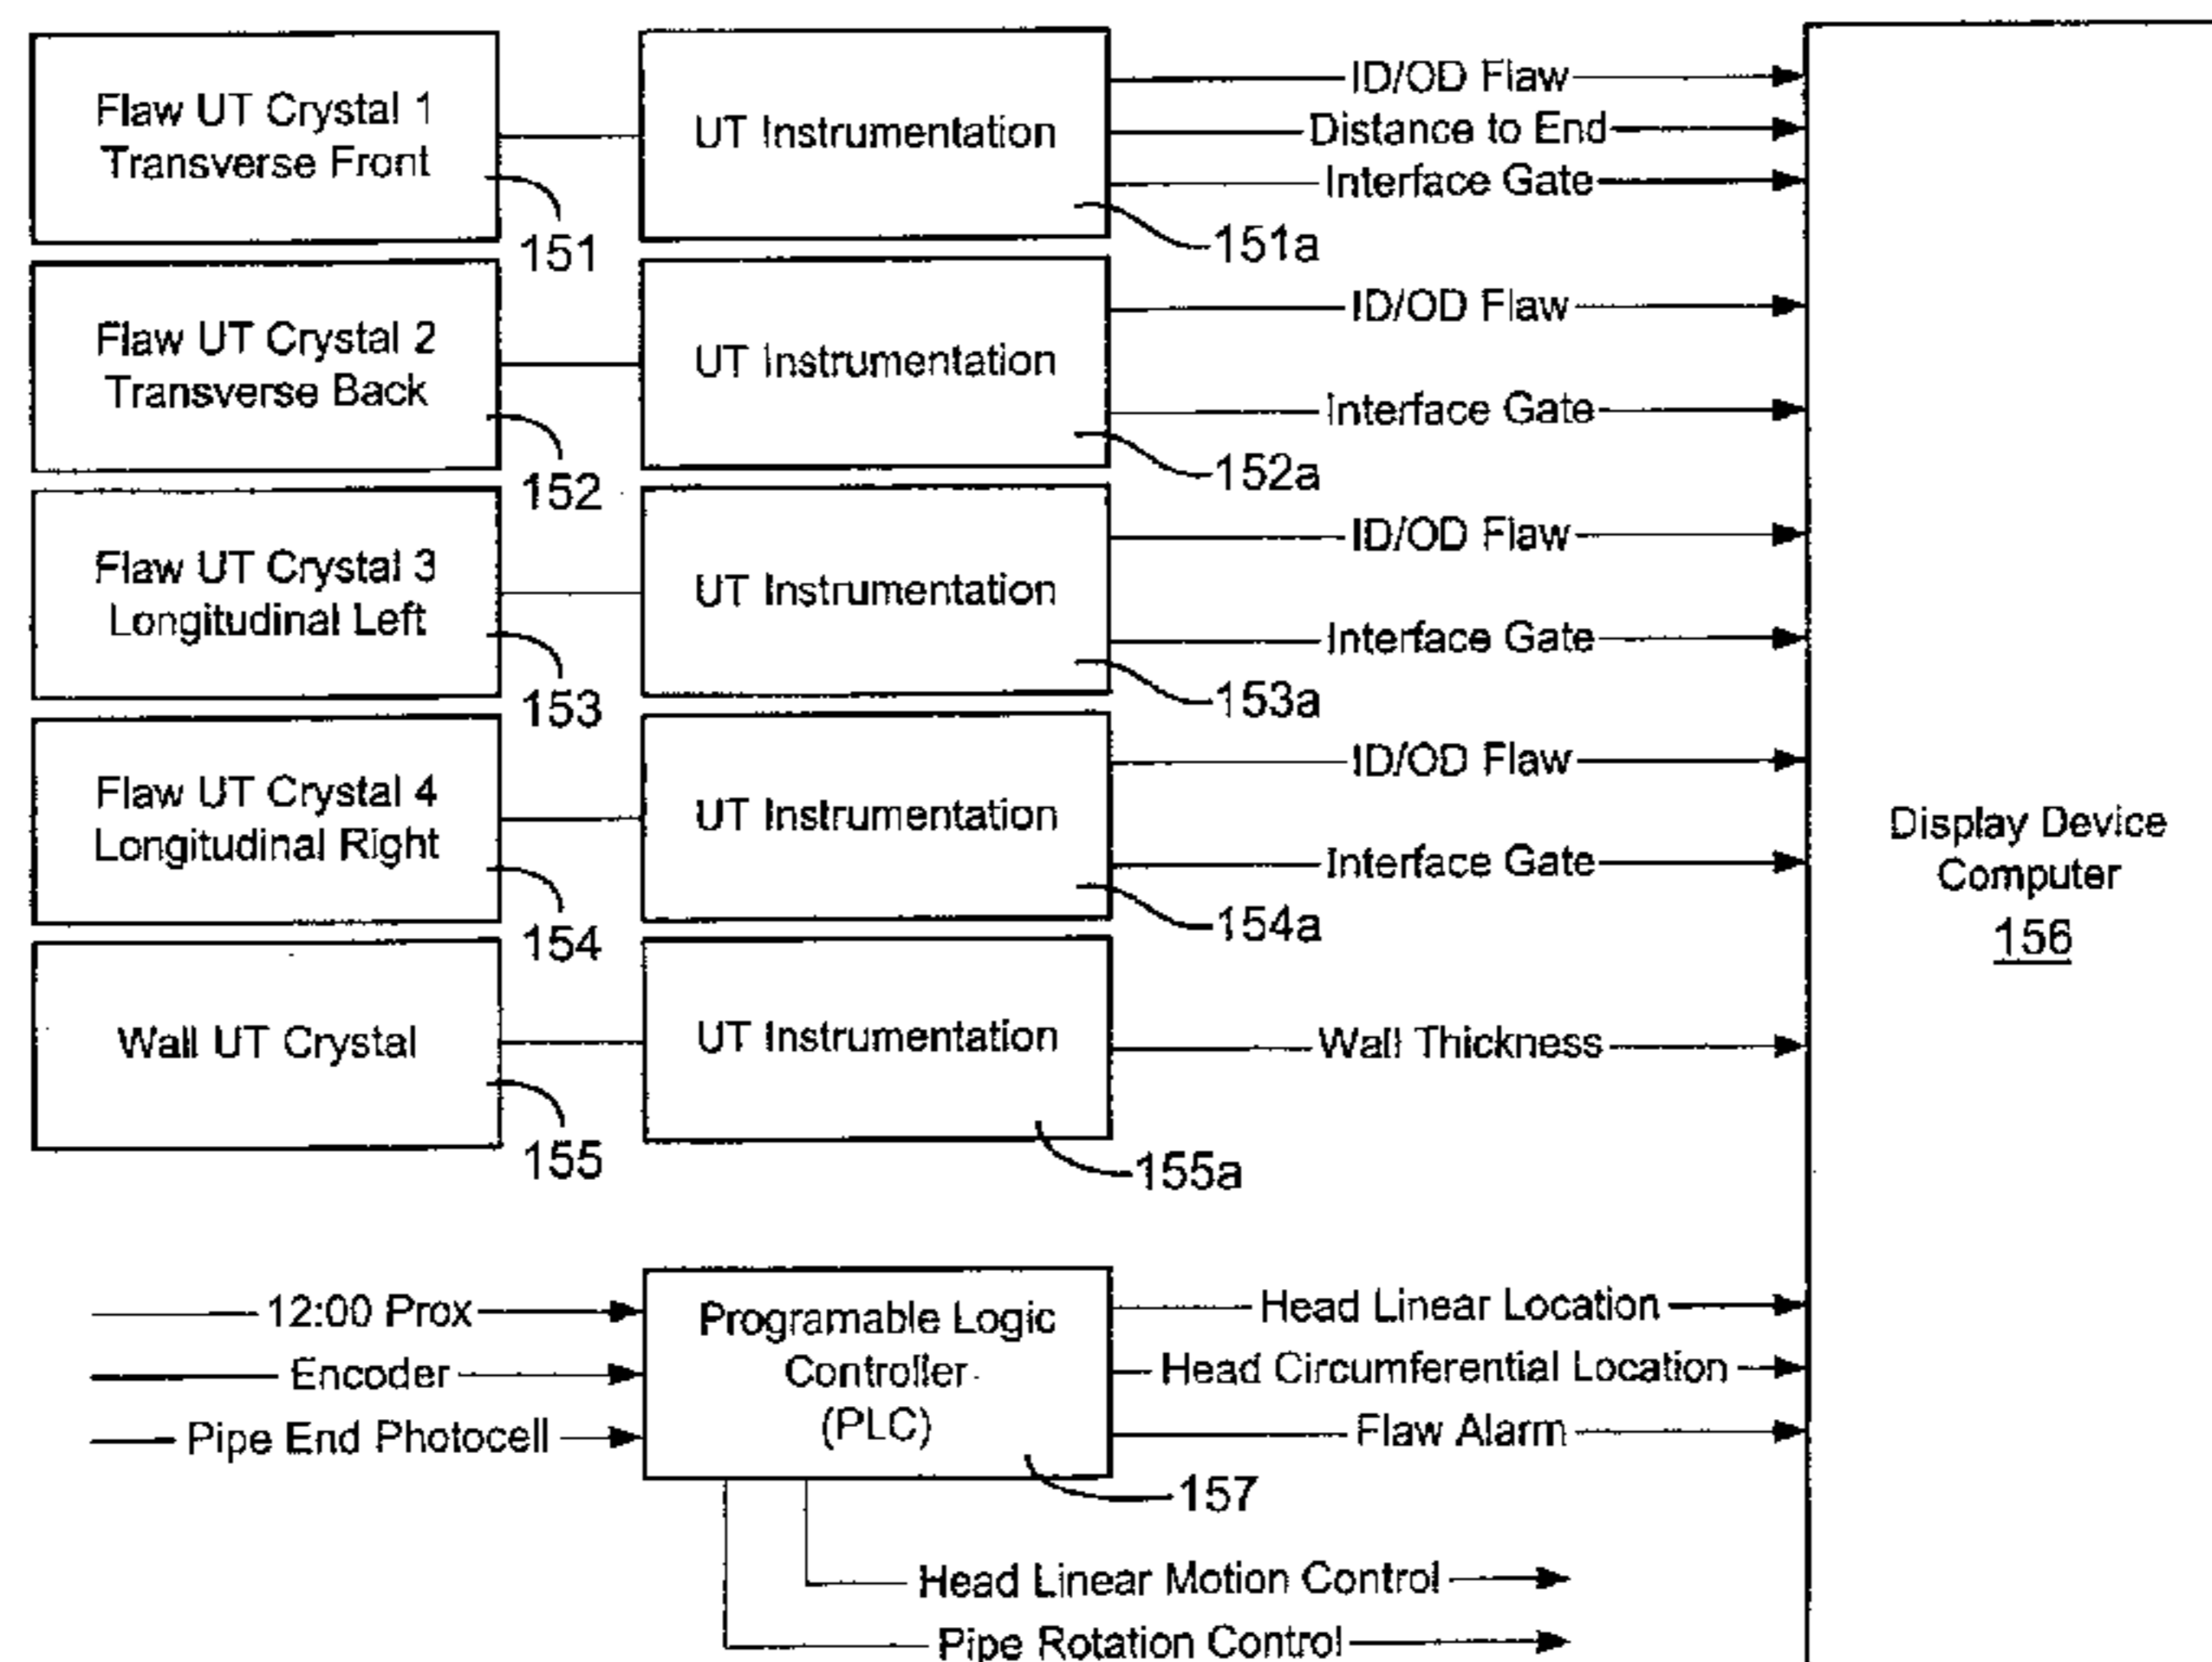 Flaw UT Crystal 1
Transverse Front
151
UT Instrumentation
151a
ID/OD Flaw
Distance to End
Interface Gate
Flaw UT Crystal 2
Transverse Back
152
UT Instrumentation
152a
ID/OD Flaw
Interface Gate
Flaw UT Crystal 3
Longitudinal Left
153
UT Instrumentation
153a
ID/OD Flaw
Interface Gate
Flaw UT Crystal 4
Longitudinal Right
154
UT Instrumentation
154a
ID/OD Flaw
Interface Gate
Wall UT Crystal
155
UT Instrumentation
155a
Wall Thickness
Display Device
Computer
156
12:00 Prox
Encoder
Pipe End Photocell
Programable Logic
Controller
(PLC)
157
Head Linear Location
Head Circumferential Location
Flaw Alarm
Head Linear Motion Control
Pipe Rotation Control